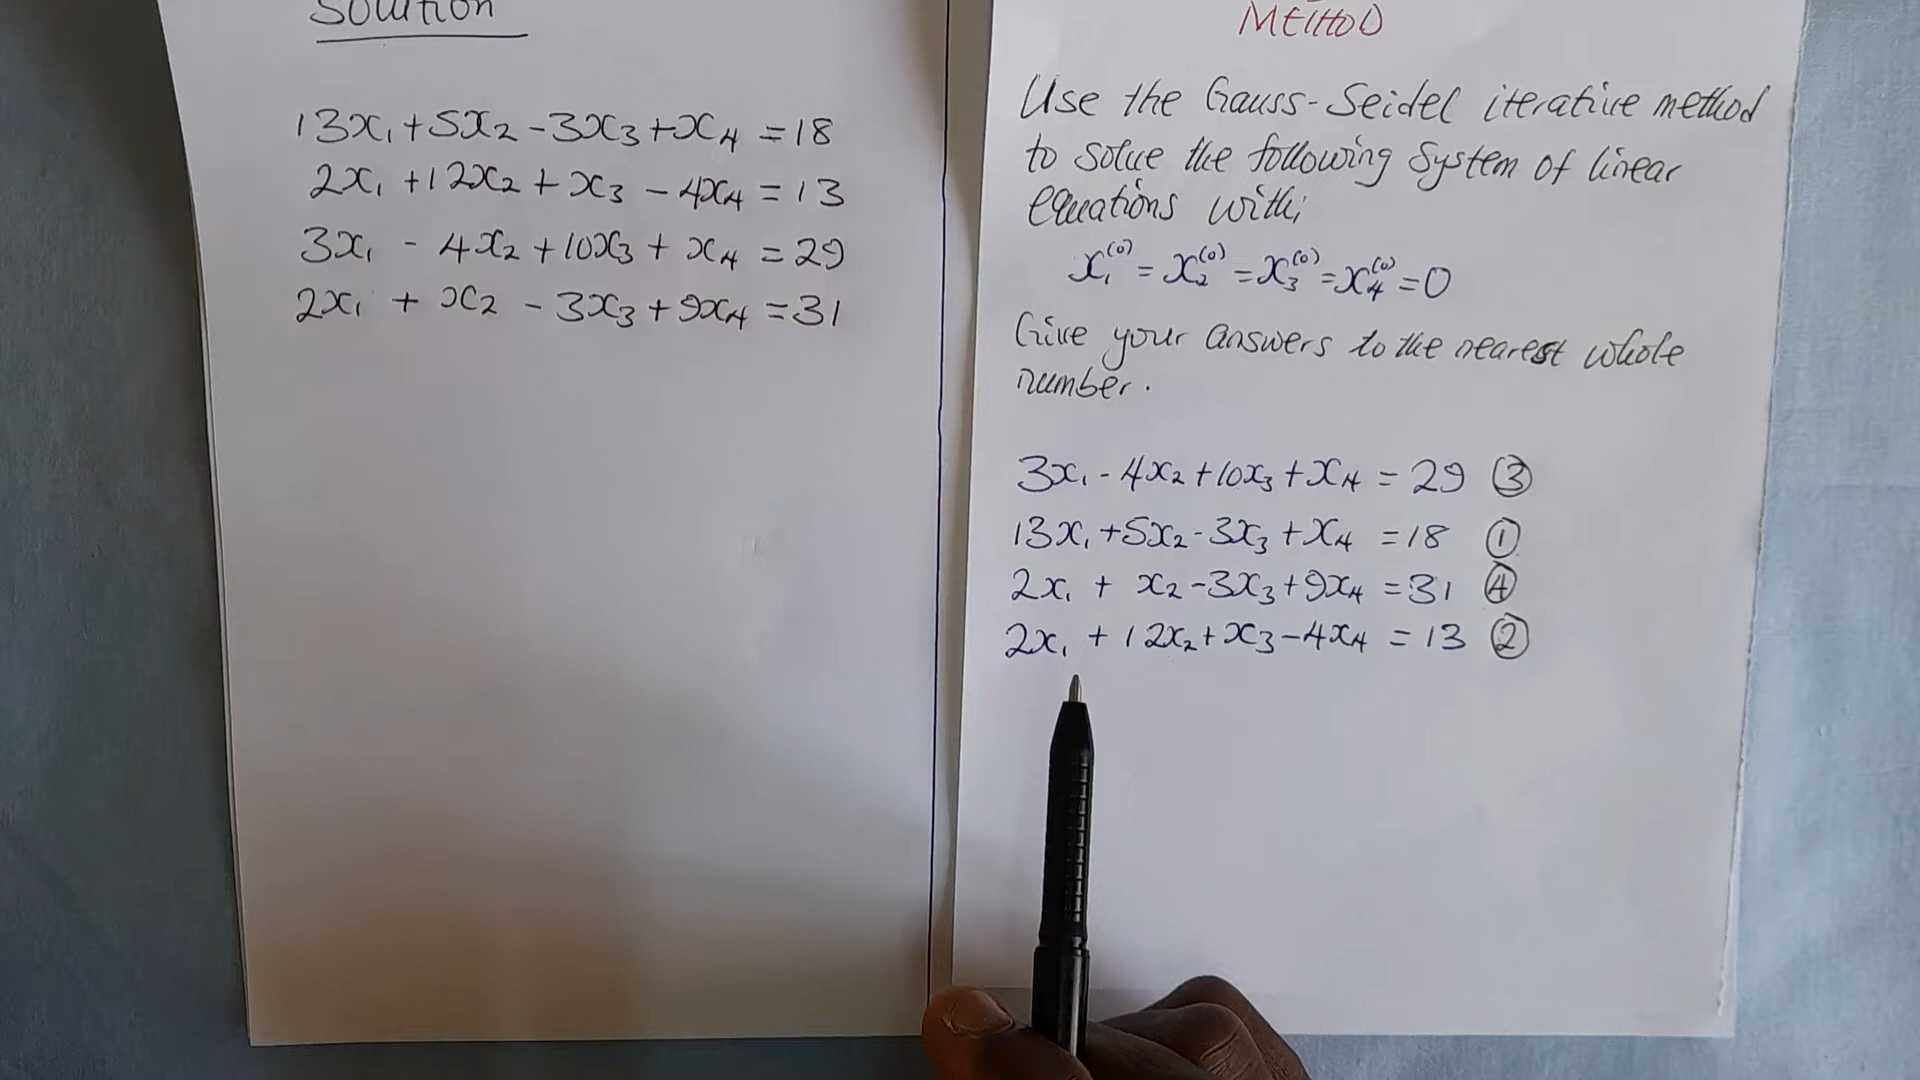 Solution
13x₁+5x₂-3x₃+x₄=18
2x₁+12x₂+x₃-4x₄=13
3x₁-4x₂+10x₃+x₄=29
2x₁+x₂-3x₃+9x₄=31
METHOD
Use the Gauss-Seidel iterative method
to solve the following system of linear
equations with;
x₁⁽⁰⁾=x₂⁽⁰⁾=x₃⁽⁰⁾=x₄⁽⁰⁾=0
Give your answers to the nearest whole
number.
3x₁-4x₂+10x₃+x₄=29 ③
13x₁+5x₂-3x₃+x₄=18 ①
2x₁+x₂-3x₃+9x₄=31 ④
2x₁+12x₂+x₃-4x₄=13 ②